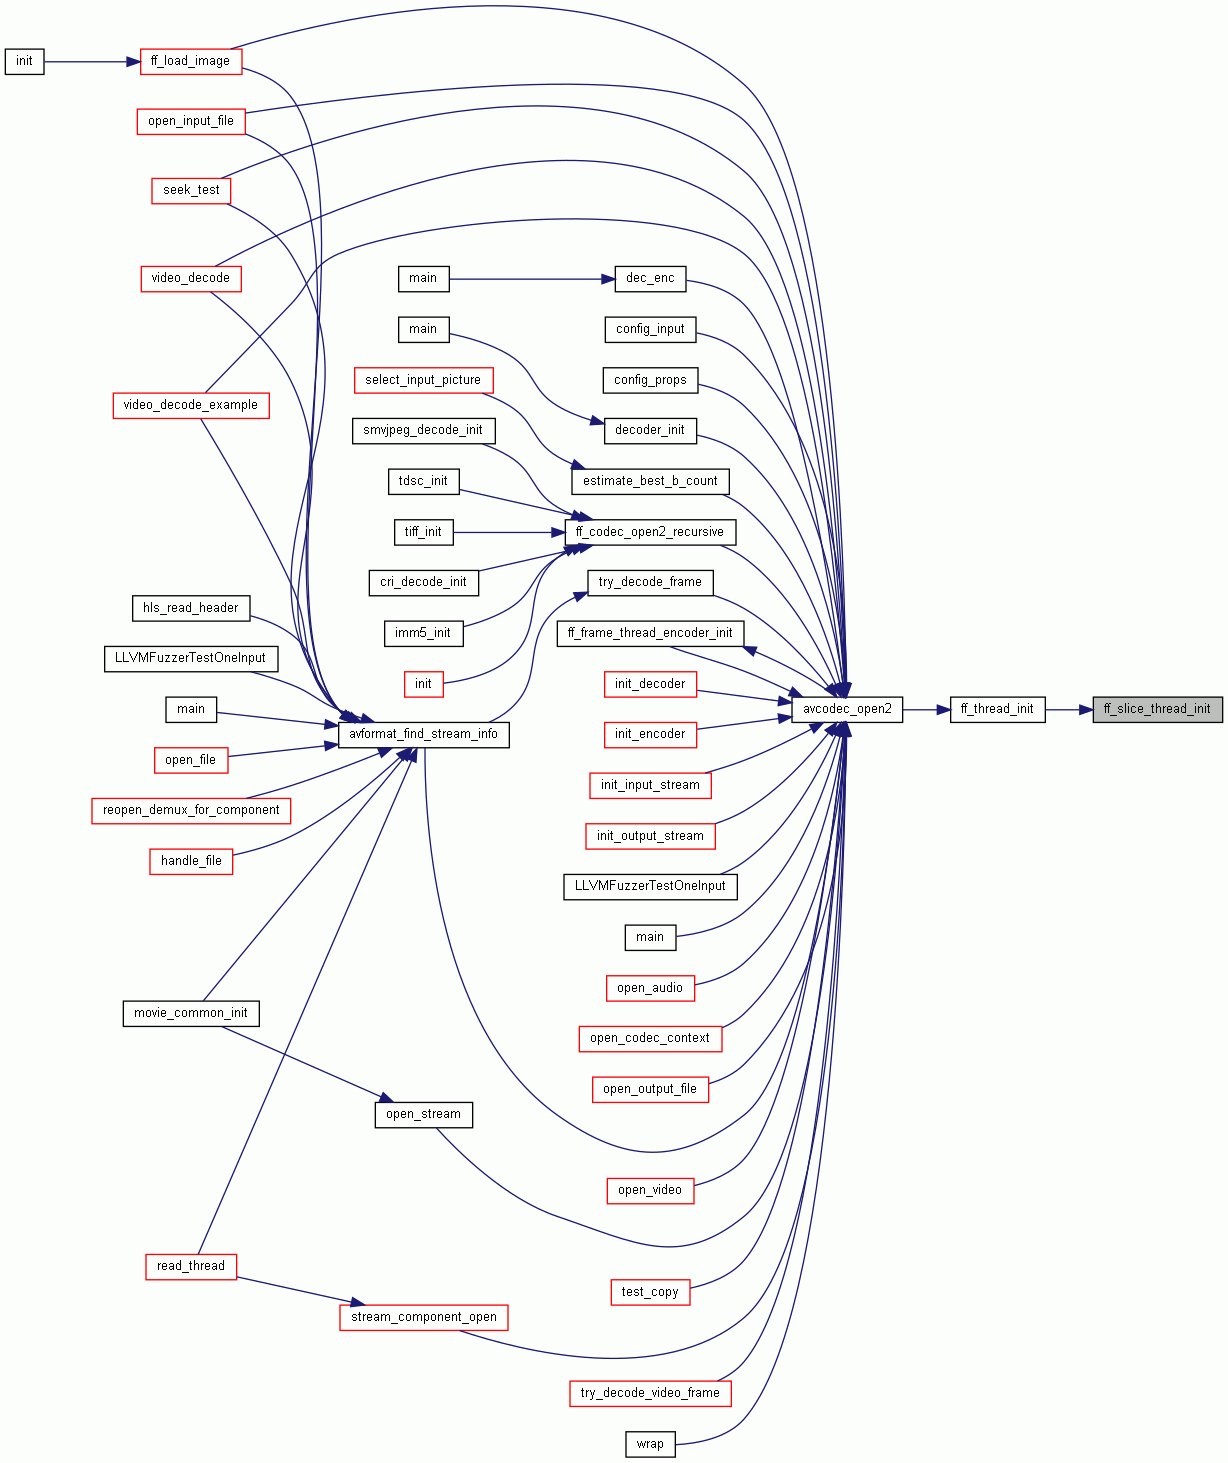 init
ff_load_image
open_input_file
seek_test
video_decode
main
dec_enc
main
config_input
select_input_picture
config_props
video_decode_example
smvjpeg_decode_init
decoder_init
tdsc_init
estimate_best_b_count
tiff_init
ff_codec_open2_recursive
cri_decode_init
try_decode_frame
hls_read_header
imm5_init
ff_frame_thread_encoder_init
LLVMFuzzerTestOneInput
init
init_decoder
main
avcodec_open2
ff_thread_init
ff_slice_thread_init
open_file
avformat_find_stream_info
init_encoder
reopen_demux_for_component
init_input_stream
handle_file
init_output_stream
LLVMFuzzerTestOneInput
main
open_audio
movie_common_init
open_codec_context
open_output_file
open_stream
open_video
read_thread
test_copy
stream_component_open
try_decode_video_frame
wrap